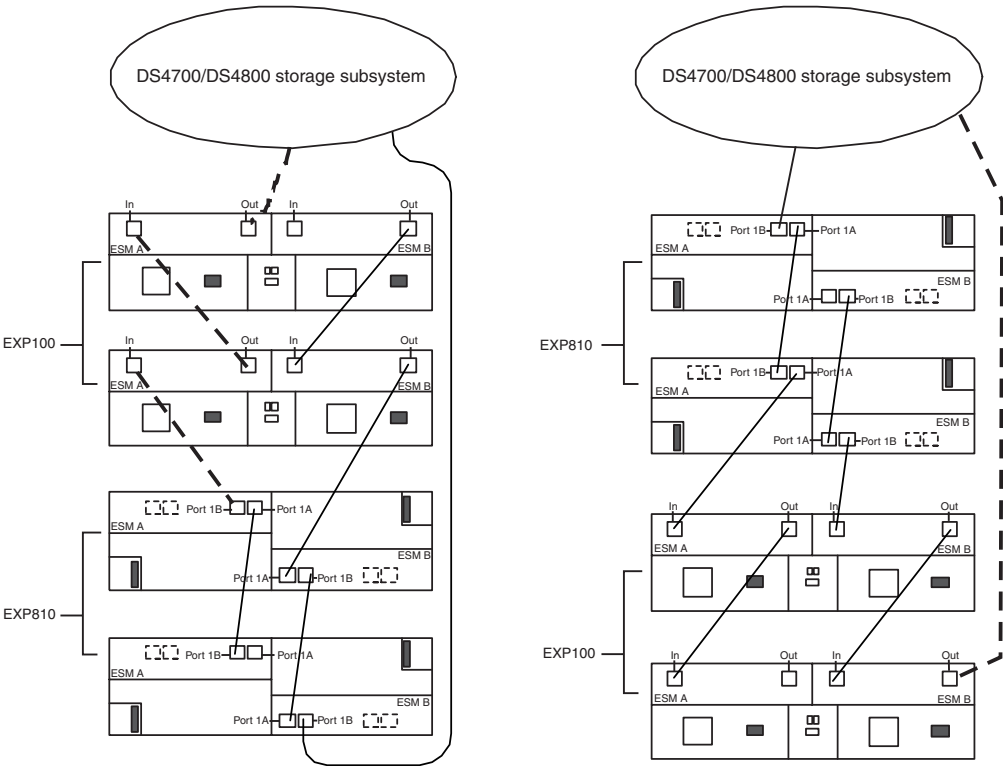 DS4700/DS4800 storage subsystem
In
Out
In
Out
ESM A
ESM B
EXP100
In
Out
In
Out
ESM A
ESM B
Port 1B
Port 1A
ESM A
ESM B
Port 1A
Port 1B
EXP810
Port 1B
Port 1A
ESM A
ESM B
Port 1A
Port 1B
DS4700/DS4800 storage subsystem
Port 1B
Port 1A
ESM A
ESM B
Port 1A
Port 1B
EXP810
Port 1B
Port 1A
ESM A
ESM B
Port 1A
Port 1B
In
Out
In
Out
ESM A
ESM B
EXP100
In
Out
In
Out
ESM A
ESM B